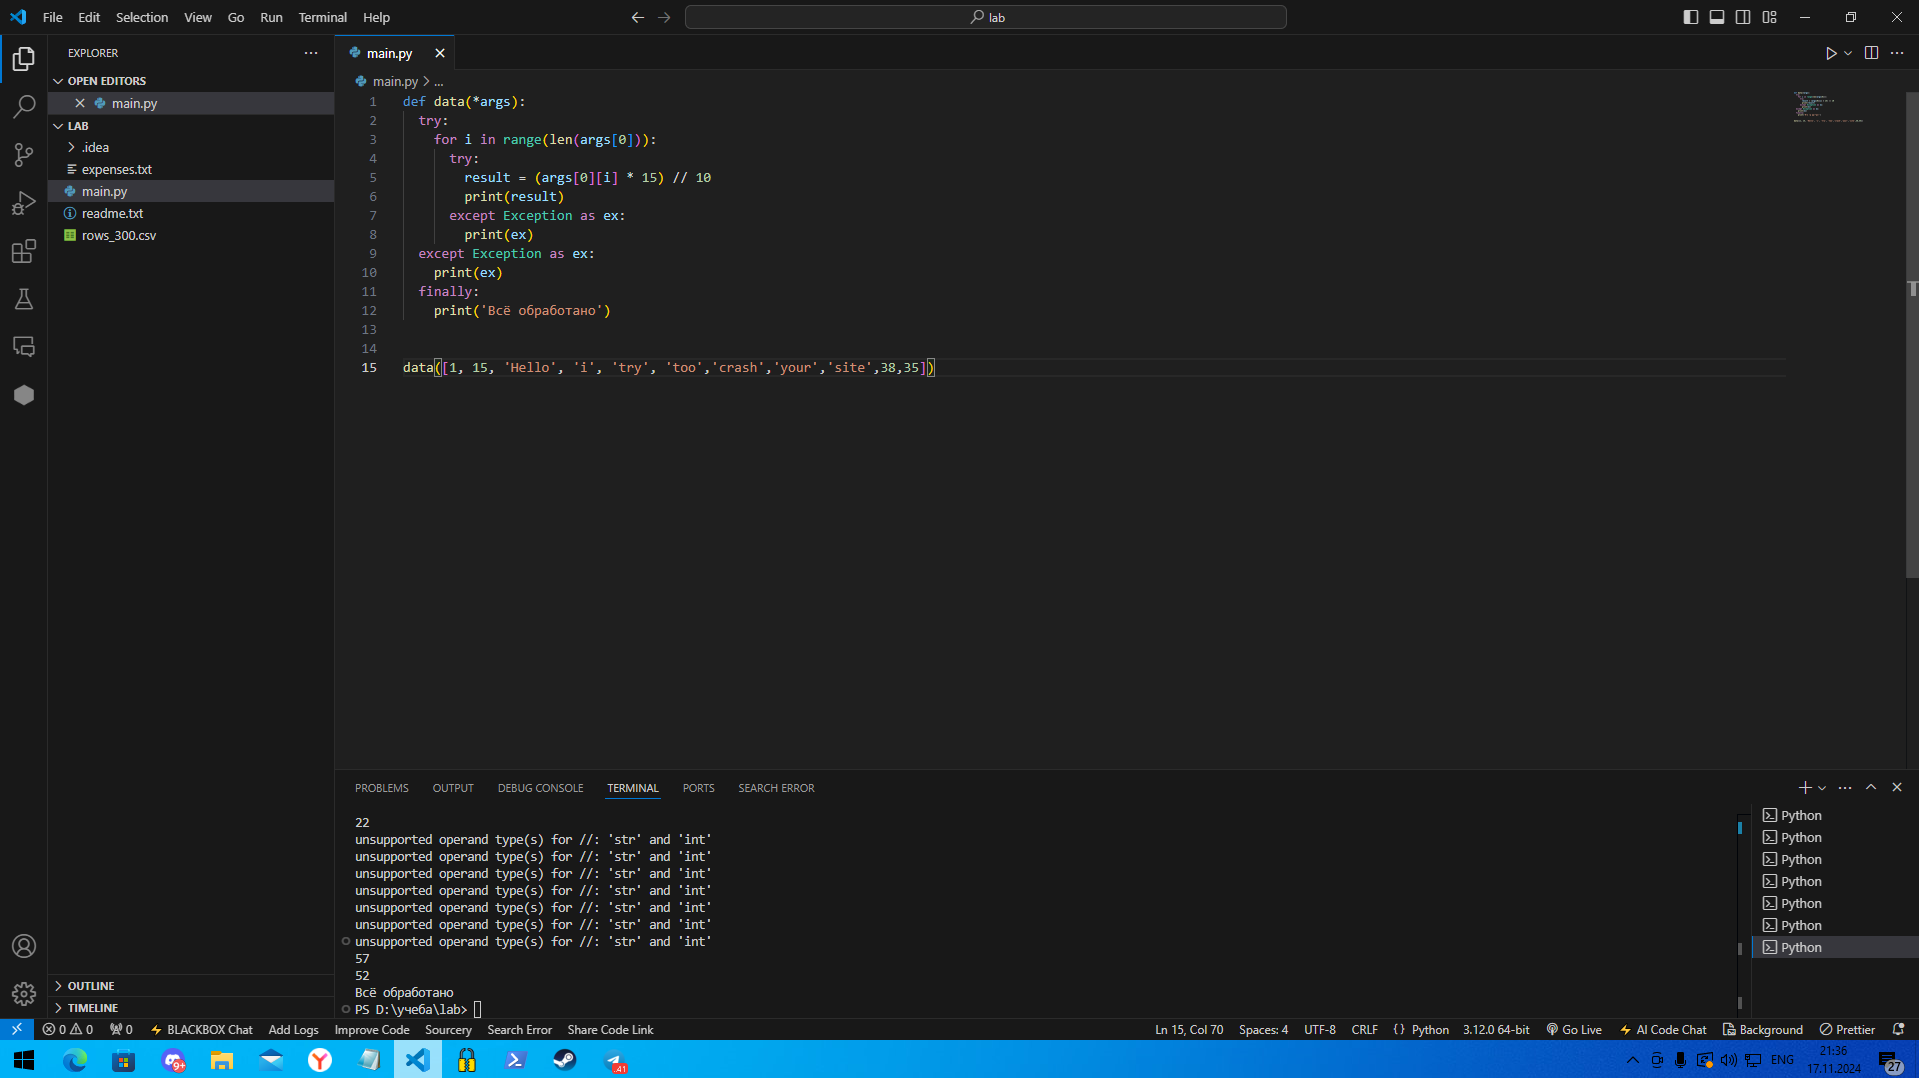 File Edit Selection View Go Run Terminal Help
lab
EXPLORER
OPEN EDITORS
main.py
LAB
.idea
expenses.txt
main.py
readme.txt
rows_300.csv
OUTLINE
TIMELINE
main.py
main.py > ...
1 def data(*args):
2 try:
3 for i in range(len(args[0])):
4 try:
5 result = (args[0][i] * 15) // 10
6 print(result)
7 except Exception as ex:
8 print(ex)
9 except Exception as ex:
10 print(ex)
11 finally:
12 print('Всё обработано')
13
14
15 data([1, 15, 'Hello', 'i', 'try', 'too','crash','your','site',38,35])
PROBLEMS OUTPUT DEBUG CONSOLE TERMINAL PORTS SEARCH ERROR
22
unsupported operand type(s) for //: 'str' and 'int'
unsupported operand type(s) for //: 'str' and 'int'
unsupported operand type(s) for //: 'str' and 'int'
unsupported operand type(s) for //: 'str' and 'int'
unsupported operand type(s) for //: 'str' and 'int'
unsupported operand type(s) for //: 'str' and 'int'
unsupported operand type(s) for //: 'str' and 'int'
57
52
Всё обработано
PS D:\учеба\lab>
Python
Python
Python
Python
Python
Python
Python
0 0 0 BLACKBOX Chat Add Logs Improve Code Sourcery Search Error Share Code Link Ln 15, Col 70 Spaces: 4 UTF-8 CRLF {} Python 3.12.0 64-bit Go Live AI Code Chat Background Prettier
9+ 41 ENG 21:36
17.11.2024 27